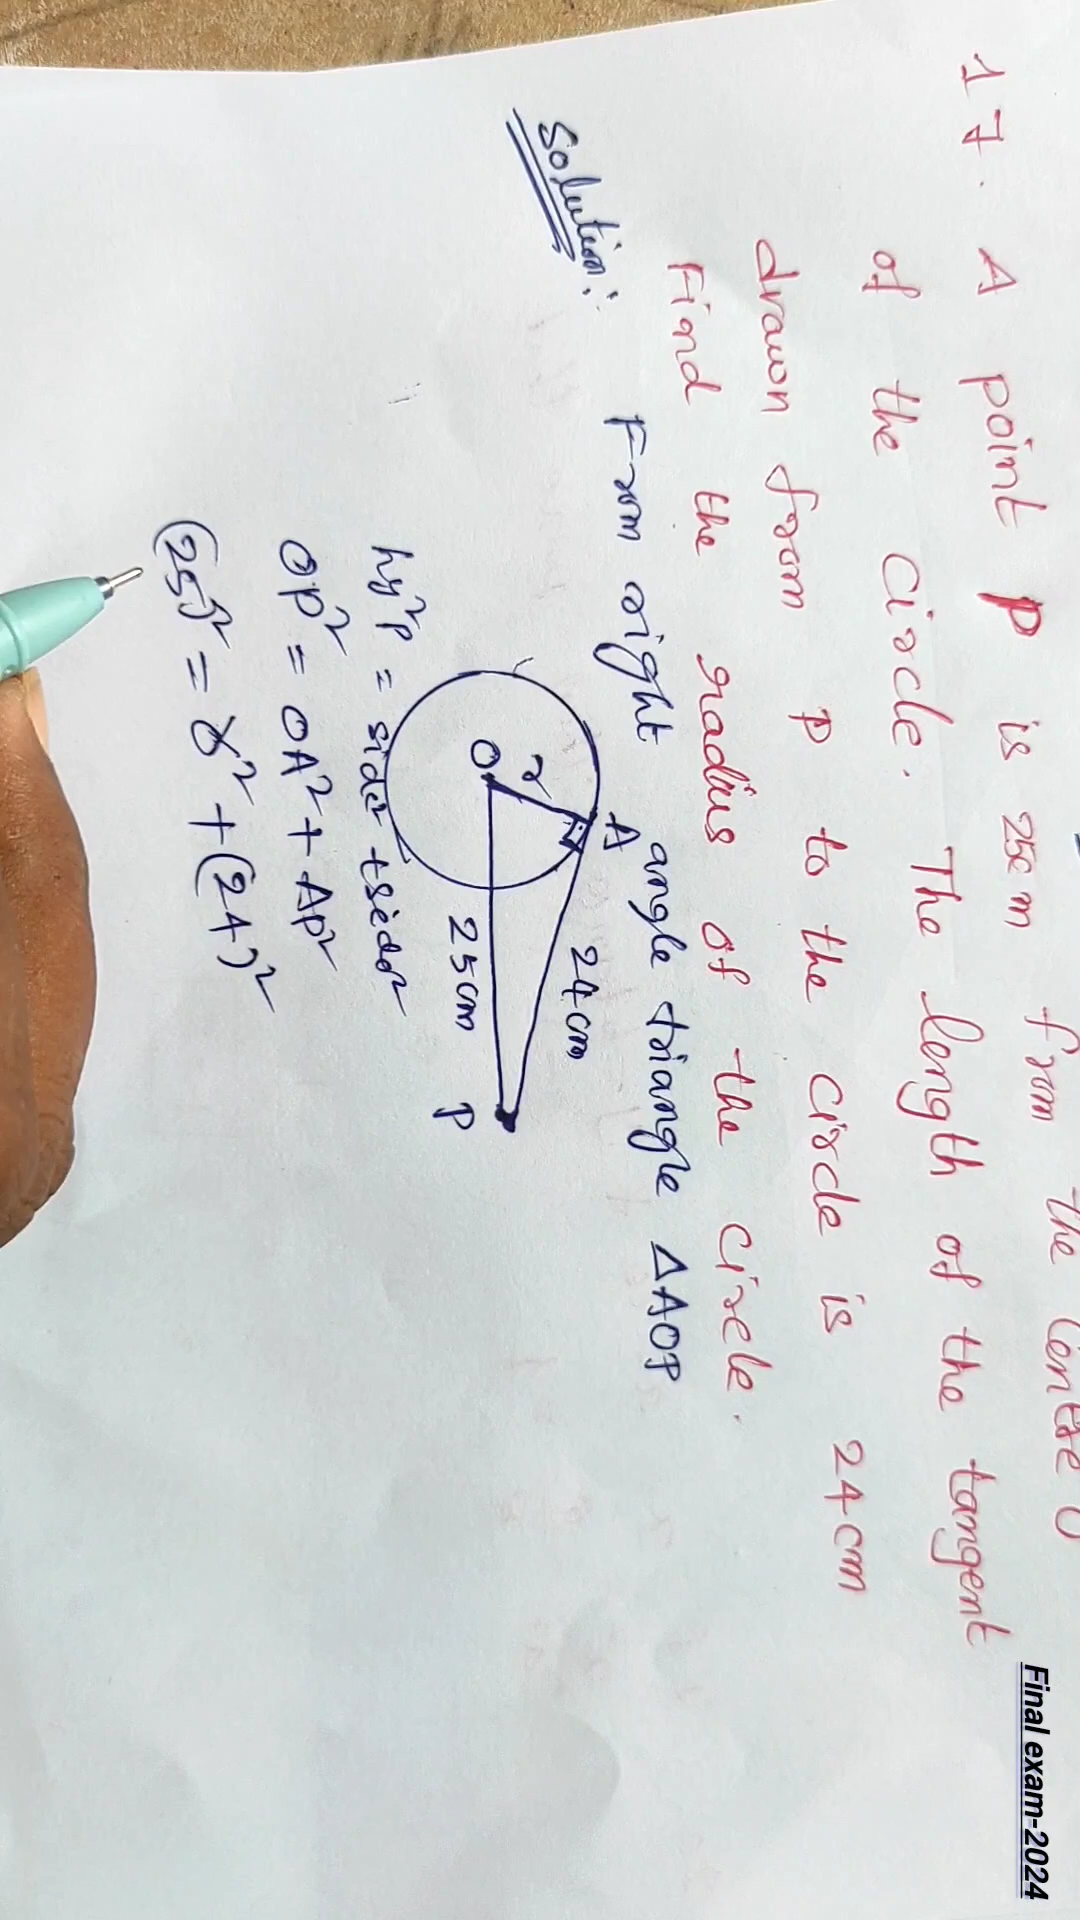 Final exam-2024
17. A point P is 25cm from the Centre O
of the Circle. The length of the tangent
drawn from P to the circle is 24cm
Find the radius of the circle.
Solution:
From right angle triangle ΔAOP
A
24cm
r
O
25cm
P
hy²p = side² + side²
OP² = OA² + AP²
(25)² = r² + (24)²